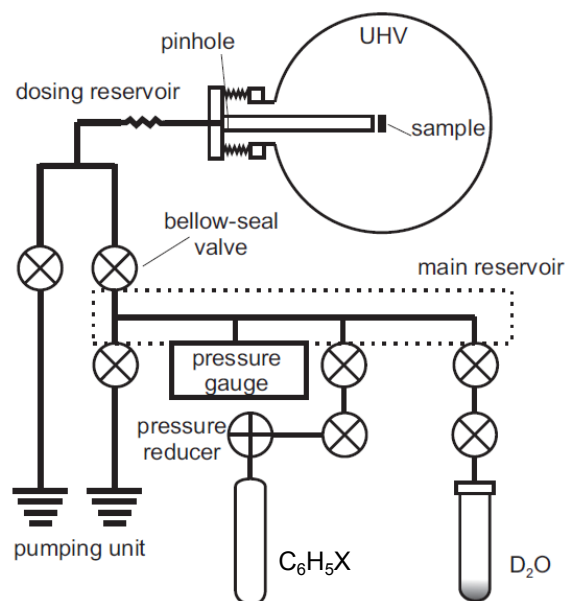 UHV
pinhole
dosing reservoir
sample
bellow-seal
valve
main reservoir
pressure
gauge
pressure
reducer
pumping unit
C₆H₅X
D₂O